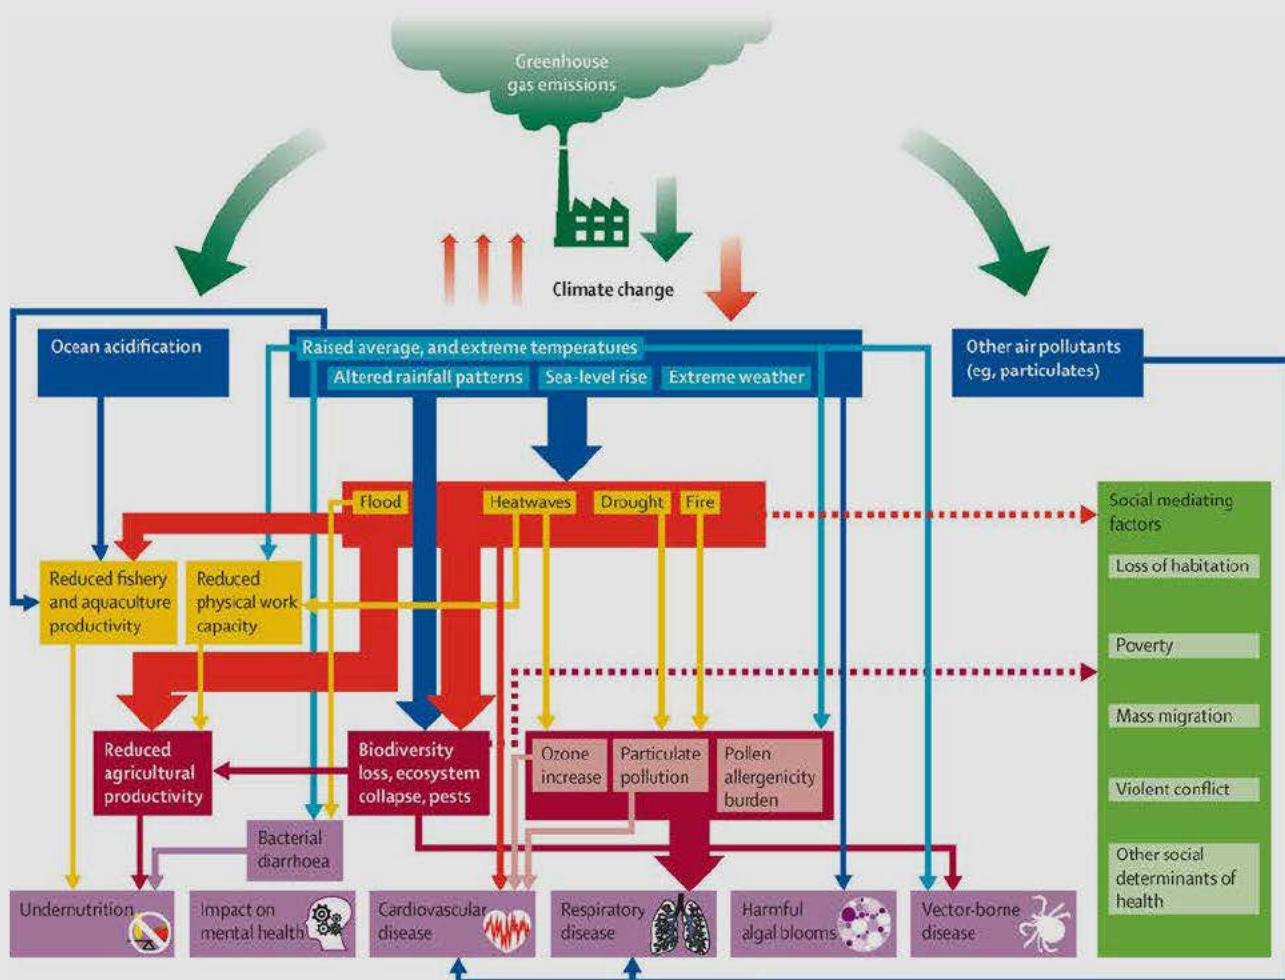 Greenhouse
gas emissions
Climate change
Ocean acidification
Raised average, and extreme temperatures
Altered rainfall patterns
Sea-level rise
Extreme weather
Other air pollutants
(eg, particulates)
Flood
Heatwaves
Drought
Fire
Social mediating
factors
Loss of habitation
Poverty
Mass migration
Violent conflict
Other social
determinants of
health
Reduced fishery
and aquaculture
productivity
Reduced
physical work
capacity
Reduced
agricultural
productivity
Biodiversity
loss, ecosystem
collapse, pests
Ozone
increase
Particulate
pollution
Pollen
allergenicity
burden
Bacterial
diarrhoea
Undernutrition
Impact on
mental health
Cardiovascular
disease
Respiratory
disease
Harmful
algal blooms
Vector-borne
disease